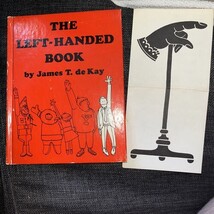 THE
LEFT-HANDED
BOOK
by James T. de Kay